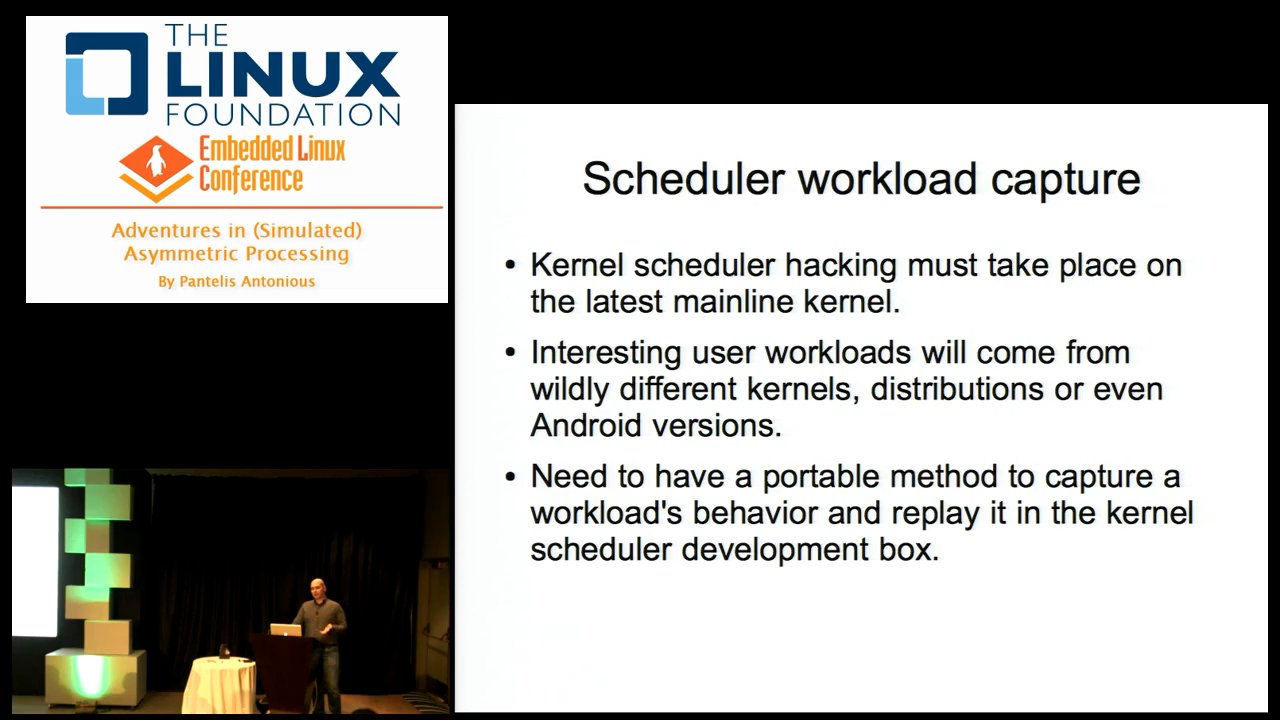 THE
LINUX
FOUNDATION
Embedded Linux
Conference
Adventures in (Simulated)
Asymmetric Processing
By Pantelis Antonious
Scheduler workload capture
• Kernel scheduler hacking must take place on
the latest mainline kernel.
• Interesting user workloads will come from
wildly different kernels, distributions or even
Android versions.
• Need to have a portable method to capture a
workload's behavior and replay it in the kernel
scheduler development box.